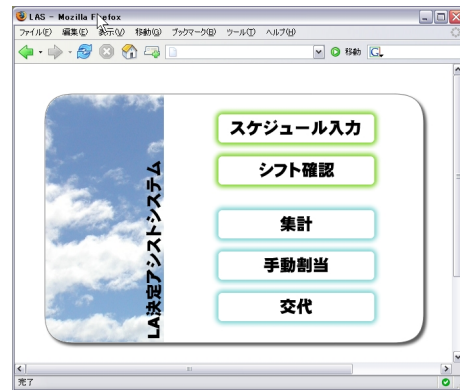 LAS - Mozilla Firefox
ファイル(F) 編集(E) 表示(V) 移動(G) ブックマーク(B) ツール(T) ヘルプ(H)
移動
LA決定アシストシステム
スケジュール入力
シフト確認
集計
手動割当
交代
完了